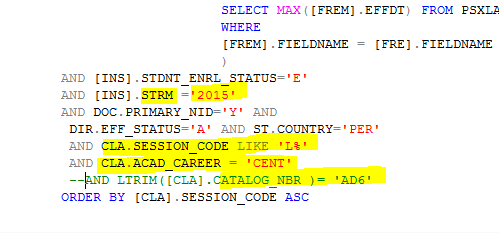 SELECT MAX([FREM].EFFDT) FROM PSXLA
WHERE
[FREM].FIELDNAME = [FRE].FIELDNAME
)
AND [INS].STDNT_ENRL_STATUS='E'
AND [INS].STRM ='2015'
AND DOC.PRIMARY_NID='Y' AND
DIR.EFF_STATUS='A' AND ST.COUNTRY='PER'
AND CLA.SESSION_CODE LIKE 'L%'
AND CLA.ACAD_CAREER = 'CENT'
--AND LTRIM([CLA].CATALOG_NBR )= 'AD6'
ORDER BY [CLA].SESSION_CODE ASC